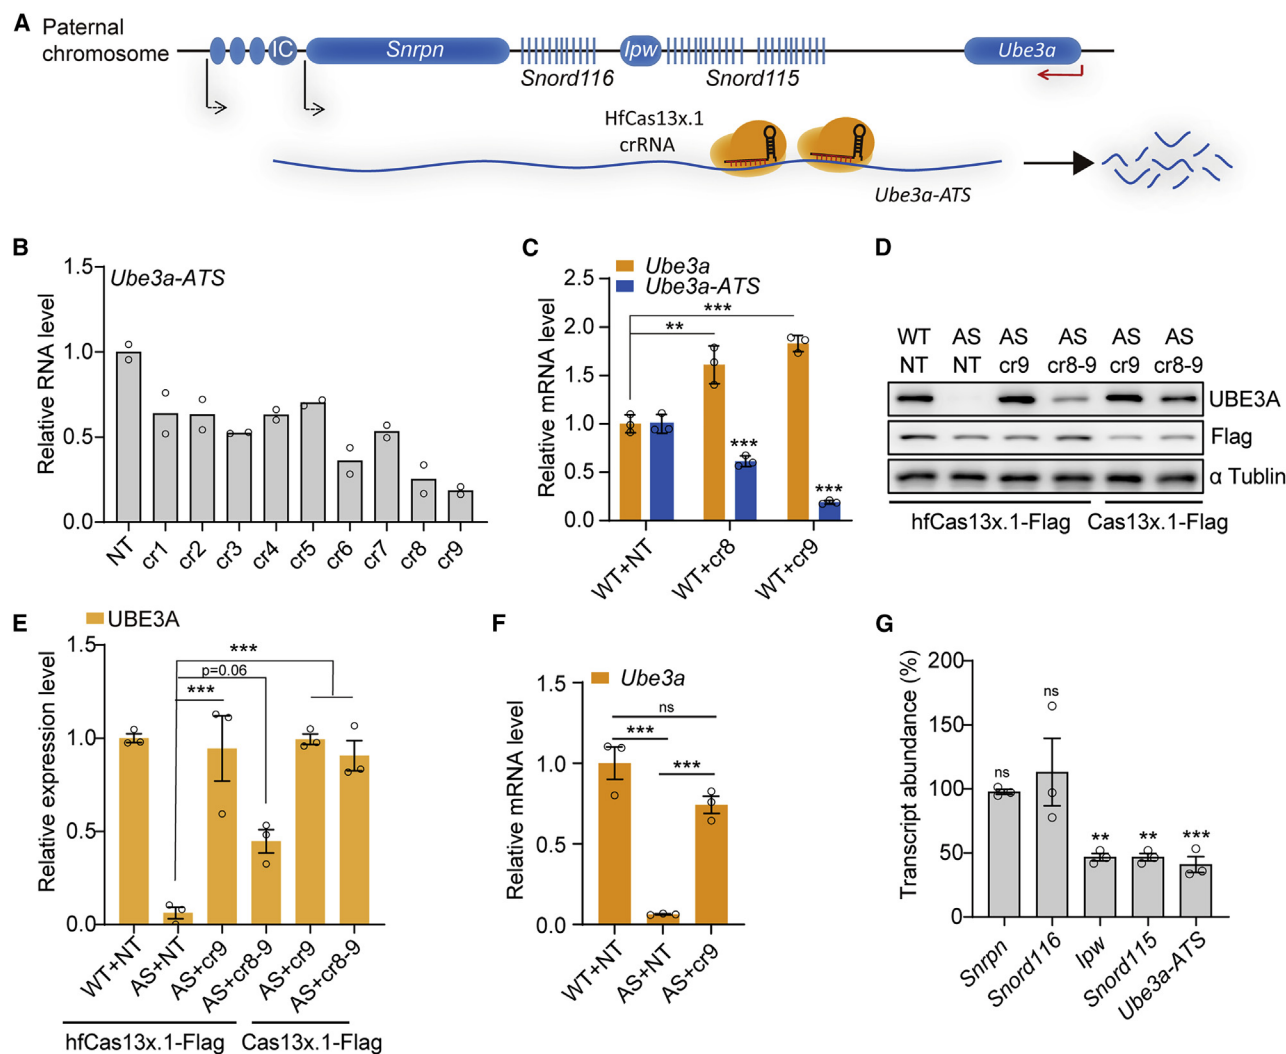 A
Paternal
chromosome
IC
Snrpn
Snord116
Ipw
Snord115
Ube3a
HfCas13x.1
crRNA
Ube3a-ATS
B
Ube3a-ATS
Relative RNA level
1.5
1.0
0.5
0.0
NT
cr1
cr2
cr3
cr4
cr5
cr6
cr7
cr8
cr9
C
Ube3a
Ube3a-ATS
Relative mRNA level
2.5
2.0
1.5
1.0
0.5
0.0
***
**
***
***
WT+NT
WT+cr8
WT+cr9
D
WT AS AS AS AS AS
NT NT cr9 cr8-9 cr9 cr8-9
UBE3A
Flag
α Tublin
hfCas13x.1-Flag Cas13x.1-Flag
E
UBE3A
Relative expression level
1.5
1.0
0.5
0.0
***
p=0.06
***
WT+NT
AS+NT
AS+cr9
AS+cr8-9
AS+cr9
AS+cr8-9
hfCas13x.1-Flag Cas13x.1-Flag
F
Ube3a
Relative mRNA level
1.5
1.0
0.5
0.0
ns
***
***
WT+NT
AS+NT
AS+cr9
G
Transcript abundance (%)
200
150
100
50
0
ns
ns
**
**
***
Snrpn
Snord116
Ipw
Snord115
Ube3a-ATS